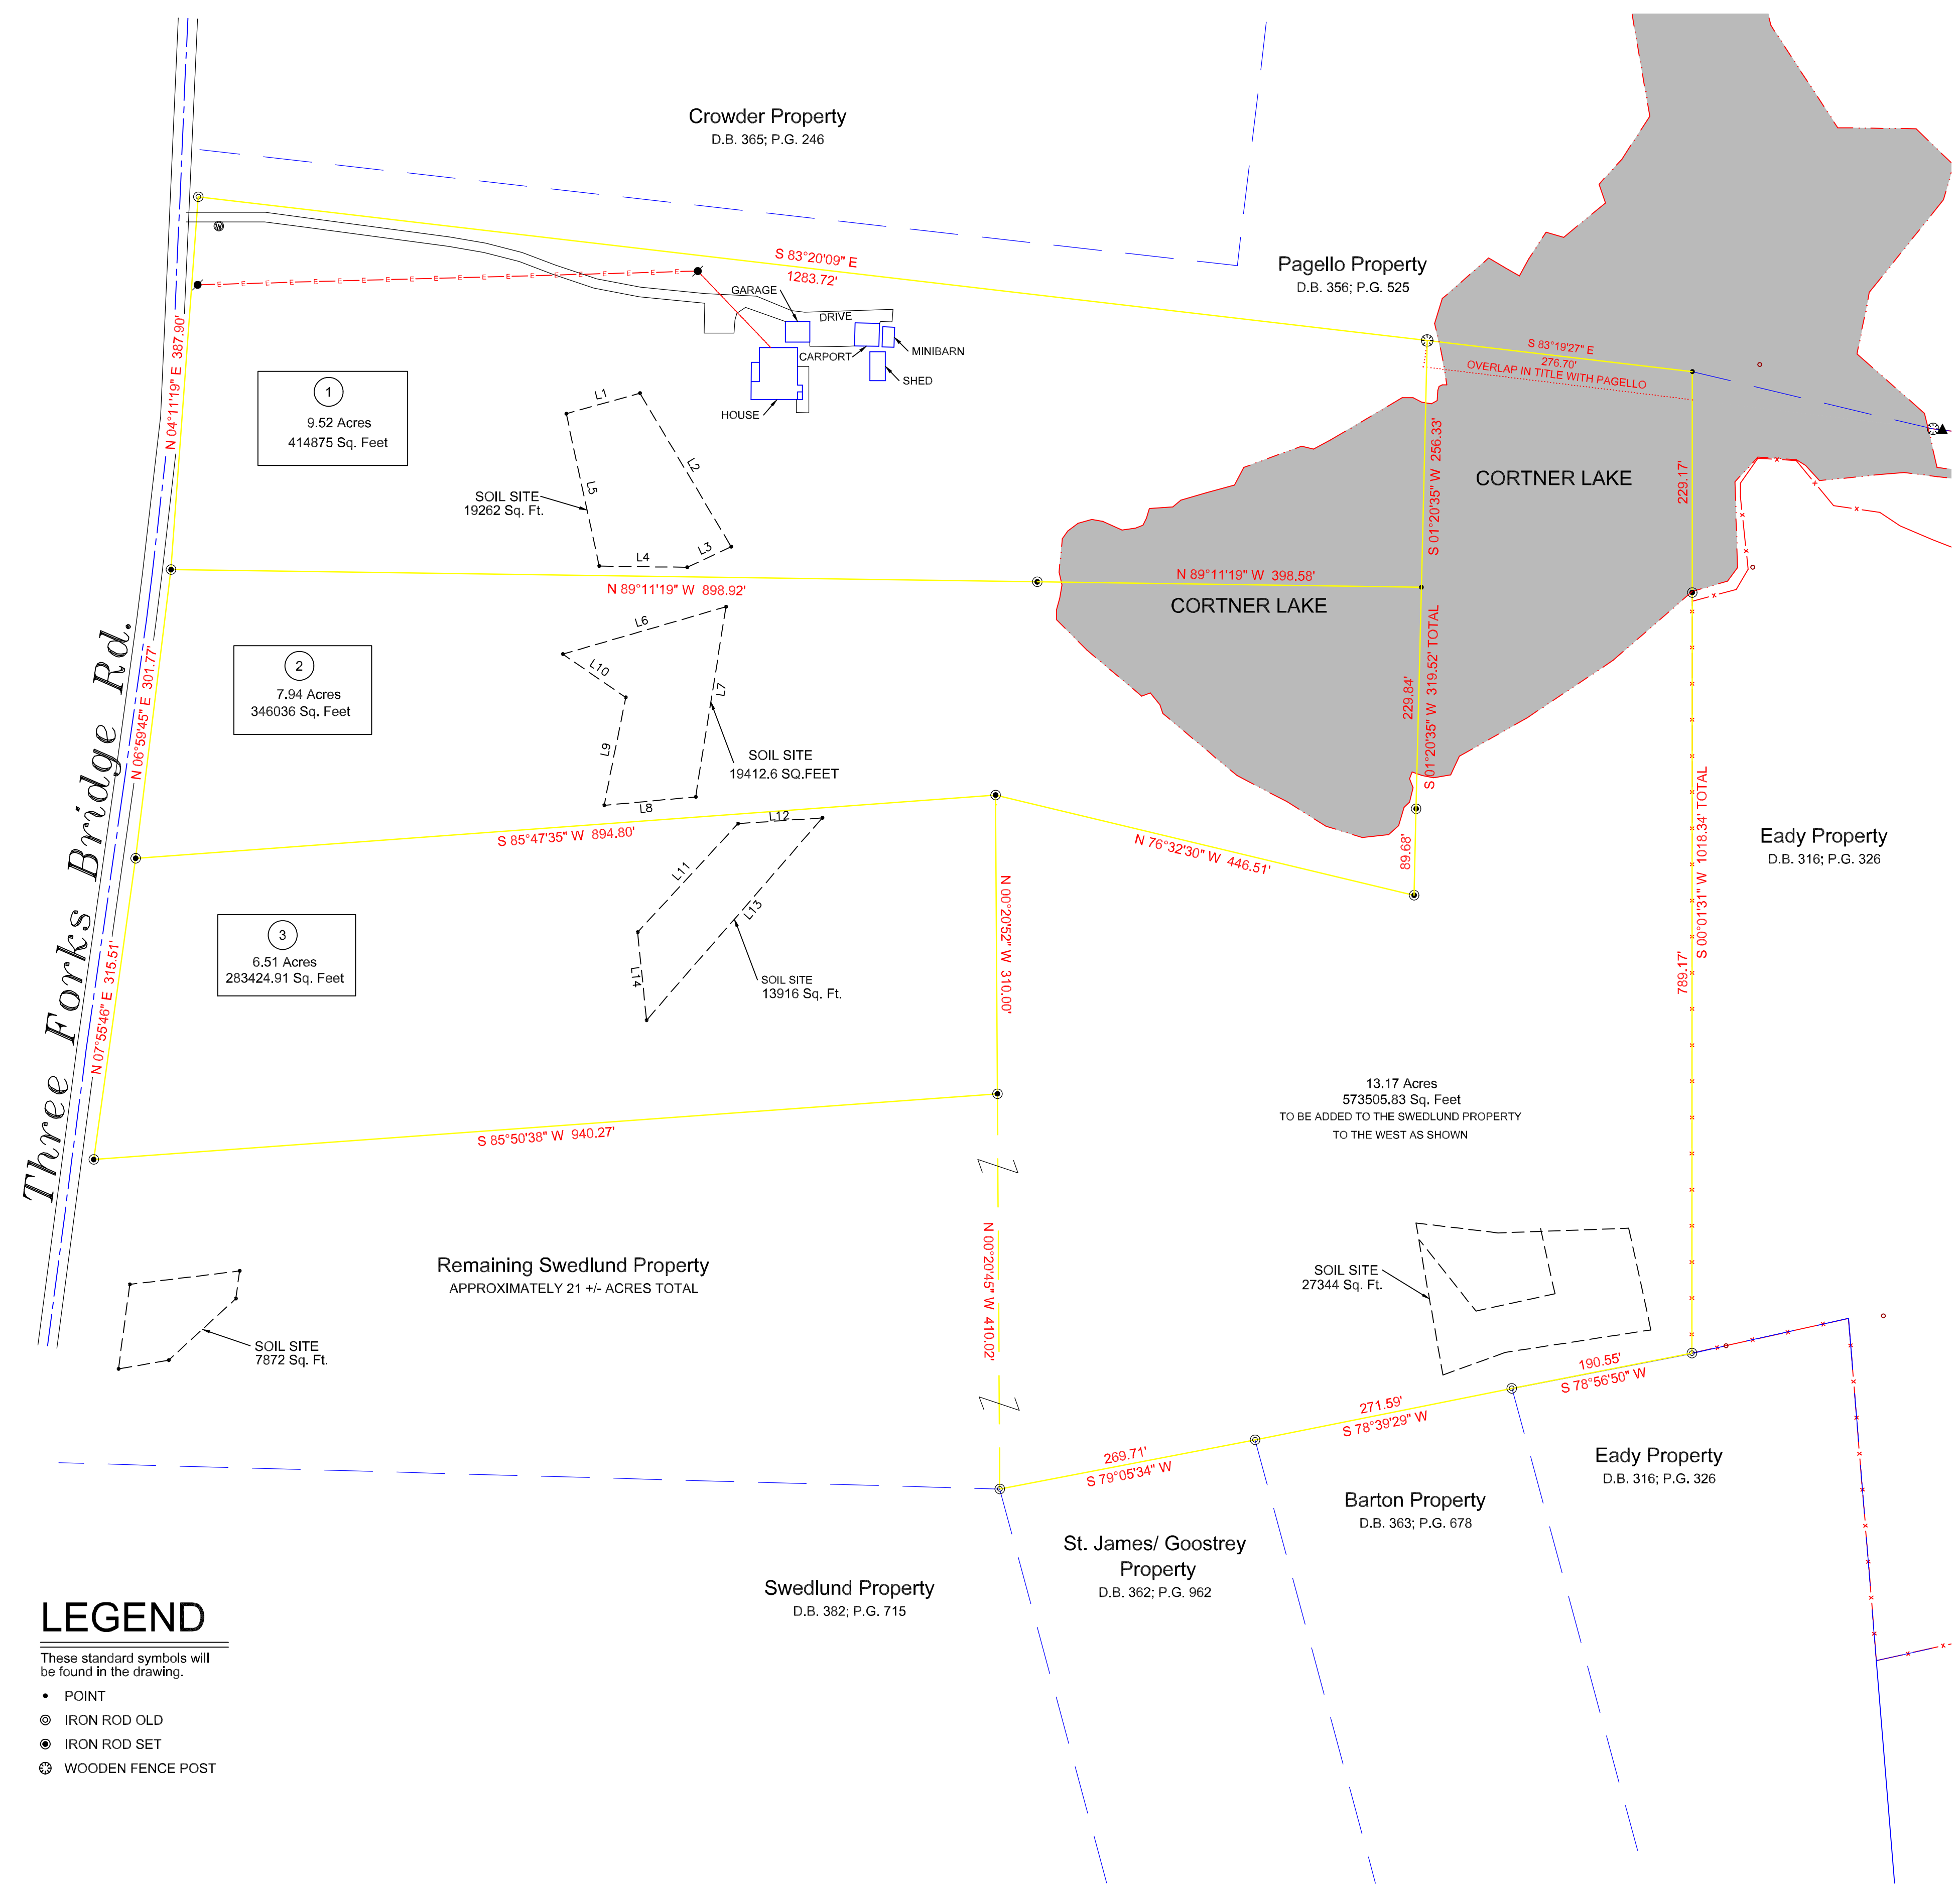 Crowder Property
D.B. 365; P.G. 246
S 83°20'09" E
1283.72'
Pagello Property
D.B. 356; P.G. 525
W
E E E E E E E E E E E E E E E E E E E E
GARAGE
DRIVE
CARPORT
MINIBARN
SHED
HOUSE
S 83°19'27" E
276.70'
OVERLAP IN TITLE WITH PAGELLO
N 04°11'19" E 387.90'
1
9.52 Acres
414875 Sq. Feet
L1
L2
L3
L4
L5
SOIL SITE
19262 Sq. Ft.
CORTNER LAKE
S 01°20'35" W 256.33'
229.17'
N 89°11'19" W 898.92'
N 89°11'19" W 398.58'
CORTNER LAKE
Three Forks Bridge Rd.
N 06°59'45" E 301.77'
2
7.94 Acres
346036 Sq. Feet
L6
L7
L8
L9
L10
SOIL SITE
19412.6 SQ.FEET
229.84'
S 01°20'35" W 319.52' TOTAL
89.68'
S 85°47'35" W 894.80'
N 76°32'30" W 446.51'
S 00°01'31" W 1018.34' TOTAL
789.17'
Eady Property
D.B. 316; P.G. 326
N 07°55'46" E 315.51'
3
6.51 Acres
283424.91 Sq. Feet
L11
L12
L13
L14
SOIL SITE
13916 Sq. Ft.
N 00°20'52" W 310.00'
S 85°50'38" W 940.27'
13.17 Acres
573505.83 Sq. Feet
TO BE ADDED TO THE SWEDLUND PROPERTY
TO THE WEST AS SHOWN
N 00°20'45" W 410.02'
Remaining Swedlund Property
APPROXIMATELY 21 +/- ACRES TOTAL
SOIL SITE
7872 Sq. Ft.
SOIL SITE
27344 Sq. Ft.
190.55'
S 78°56'50" W
271.59'
S 78°39'29" W
269.71'
S 79°05'34" W
Eady Property
D.B. 316; P.G. 326
Barton Property
D.B. 363; P.G. 678
St. James/ Goostrey
Property
D.B. 362; P.G. 962
Swedlund Property
D.B. 382; P.G. 715
LEGEND
These standard symbols will
be found in the drawing.
POINT
IRON ROD OLD
IRON ROD SET
WOODEN FENCE POST